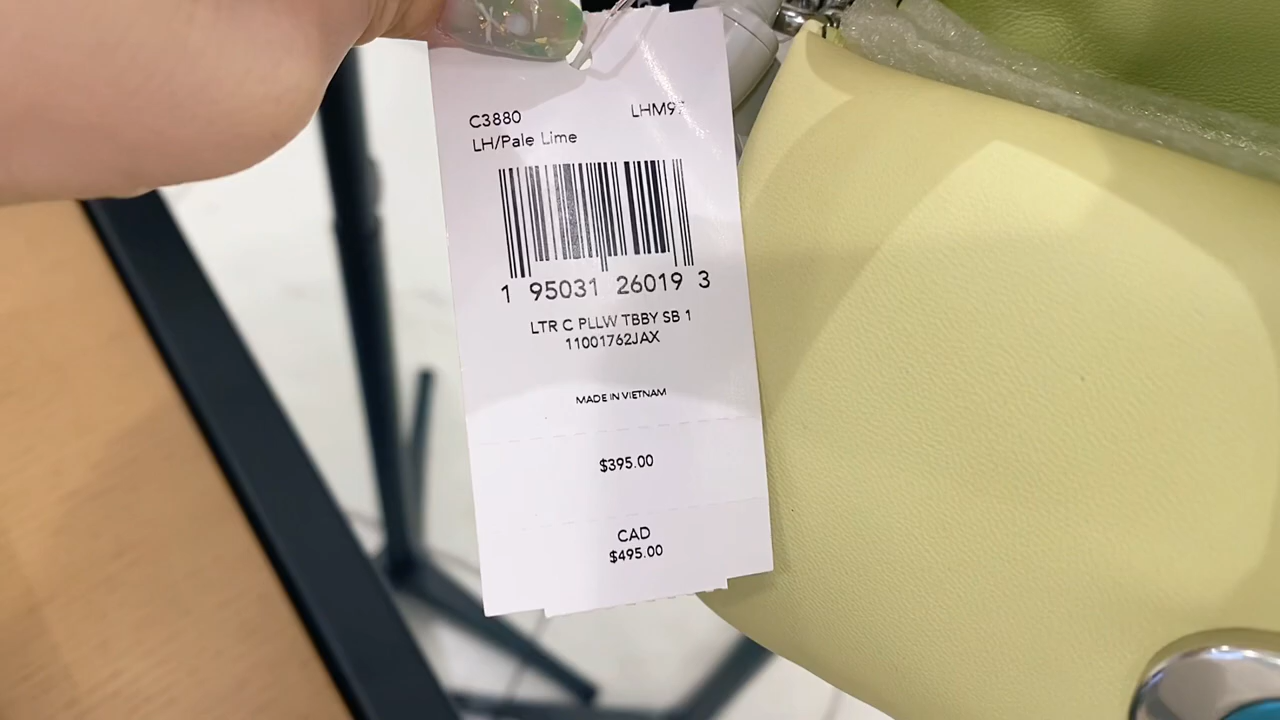 C3880
LH/Pale Lime
1 95031 26019 3
LTR C PLLW TBBY SB 1
11001762JAX
MADE IN VIETNAM
$395.00
CAD
$495.00